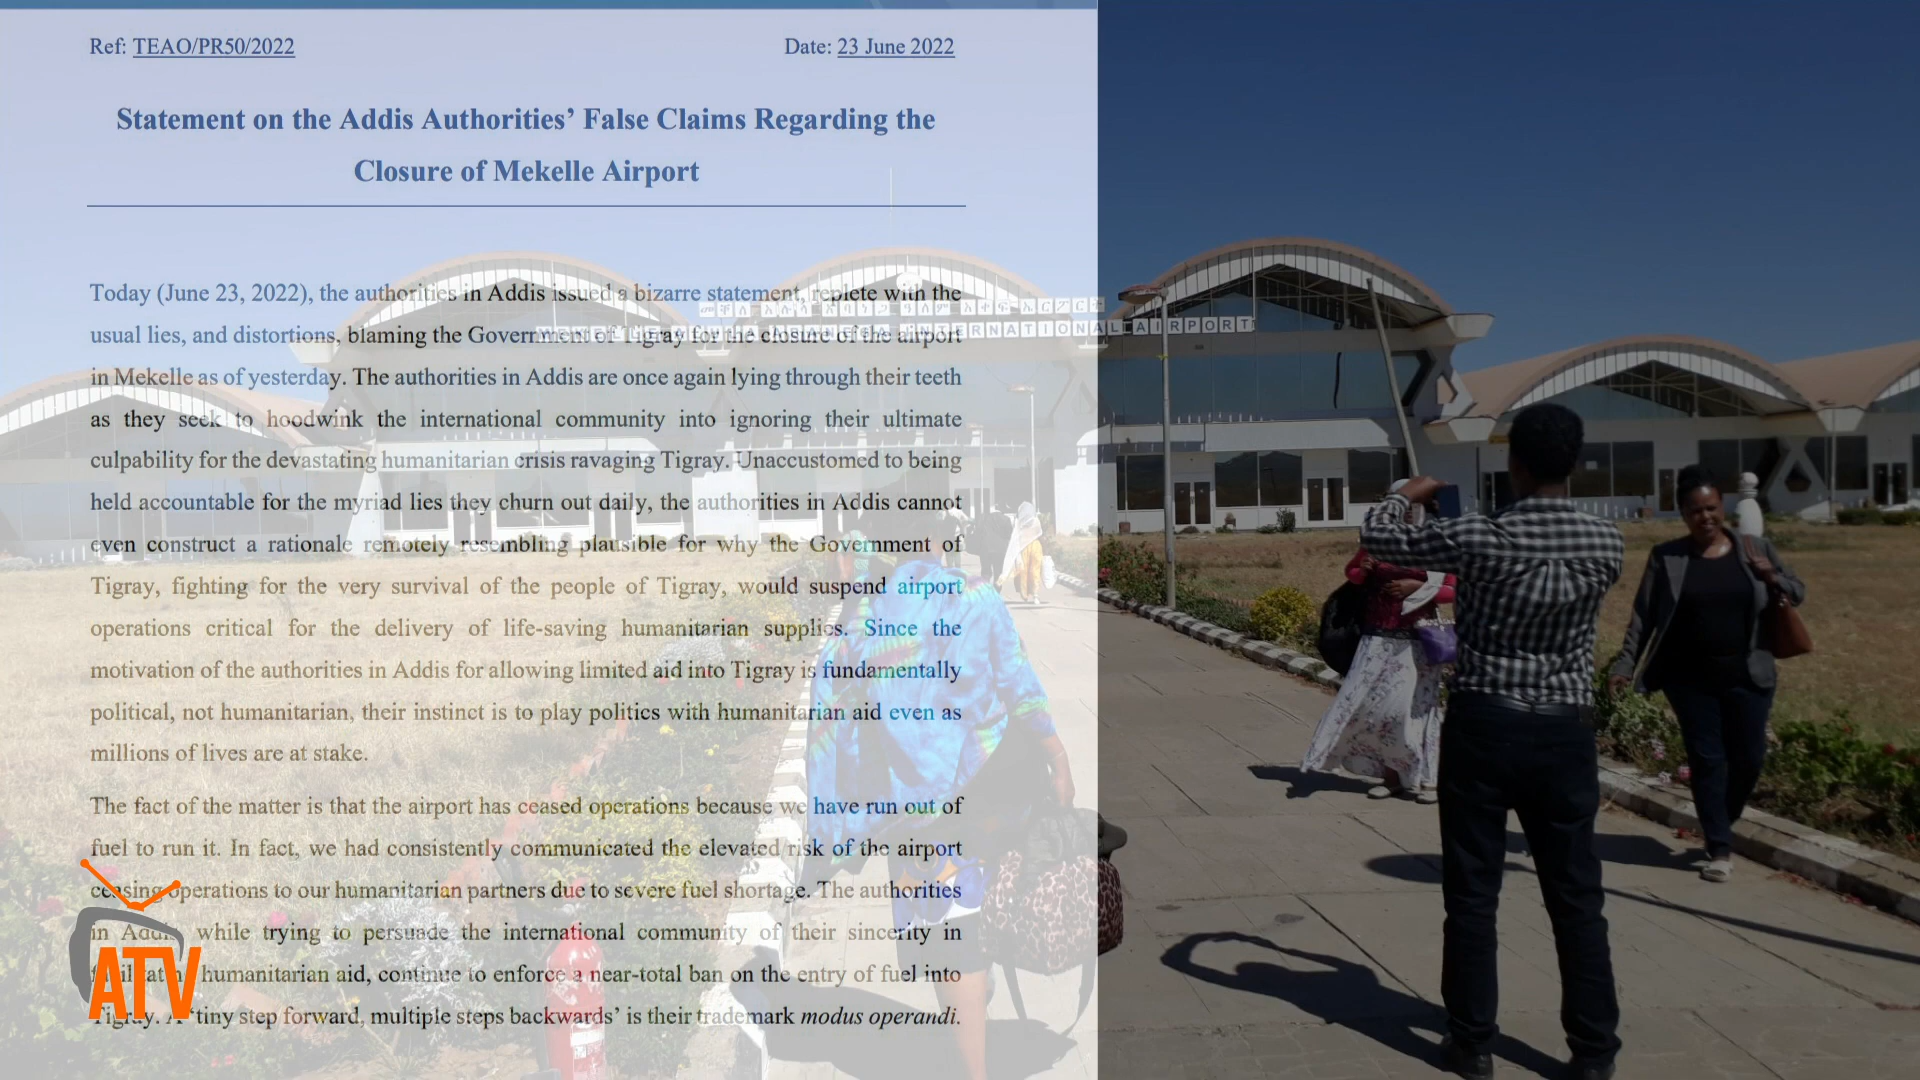 Ref: TEAO/PR50/2022 Date: 23 June 2022
Statement on the Addis Authorities’ False Claims Regarding the
Closure of Mekelle Airport
Today (June 23, 2022), the authorities in Addis issued a bizarre statement, replete with the
usual lies, and distortions, blaming the Government of Tigray for the closure of the airport
in Mekelle as of yesterday. The authorities in Addis are once again lying through their teeth
as they seek to hoodwink the international community into ignoring their ultimate
culpability for the devastating humanitarian crisis ravaging Tigray. Unaccustomed to being
held accountable for the myriad lies they churn out daily, the authorities in Addis cannot
even construct a rationale remotely resembling plausible for why the Government of
Tigray, fighting for the very survival of the people of Tigray, would suspend airport
operations critical for the delivery of life-saving humanitarian supplies. Since the
motivation of the authorities in Addis for allowing limited aid into Tigray is fundamentally
political, not humanitarian, their instinct is to play politics with humanitarian aid even as
millions of lives are at stake.
The fact of the matter is that the airport has ceased operations because we have run out of
fuel to run it. In fact, we had consistently communicated the elevated risk of the airport
ceasing operations to our humanitarian partners due to severe fuel shortage. The authorities
in Addis, while trying to persuade the international community of their sincerity in
facilitating humanitarian aid, continue to enforce a near-total ban on the entry of fuel into
Tigray. A ‘tiny step forward, multiple steps backwards’ is their trademark modus operandi.
INTERNATIONAL AIRPORT
ATV